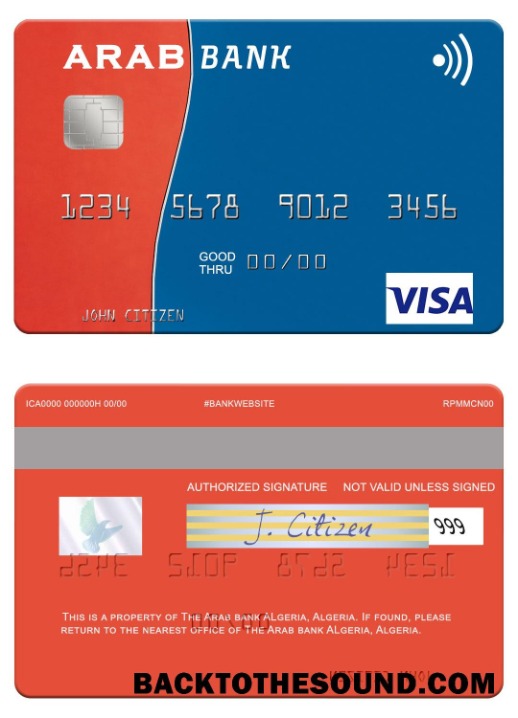 ARAB BANK
1234 5678 9012 3456
GOOD THRU 00/00
VISA
JOHN CITIZEN
ICA0000 000000H 00/00 #BANKWEBSITE RPMMCN00
AUTHORIZED SIGNATURE NOT VALID UNLESS SIGNED
J. Citizen 999
THIS IS A PROPERTY OF THE ARAB BANK ALGERIA, ALGERIA. IF FOUND, PLEASE
RETURN TO THE NEAREST OFFICE OF THE ARAB BANK ALGERIA, ALGERIA.
BACKTOTHESOUND.COM